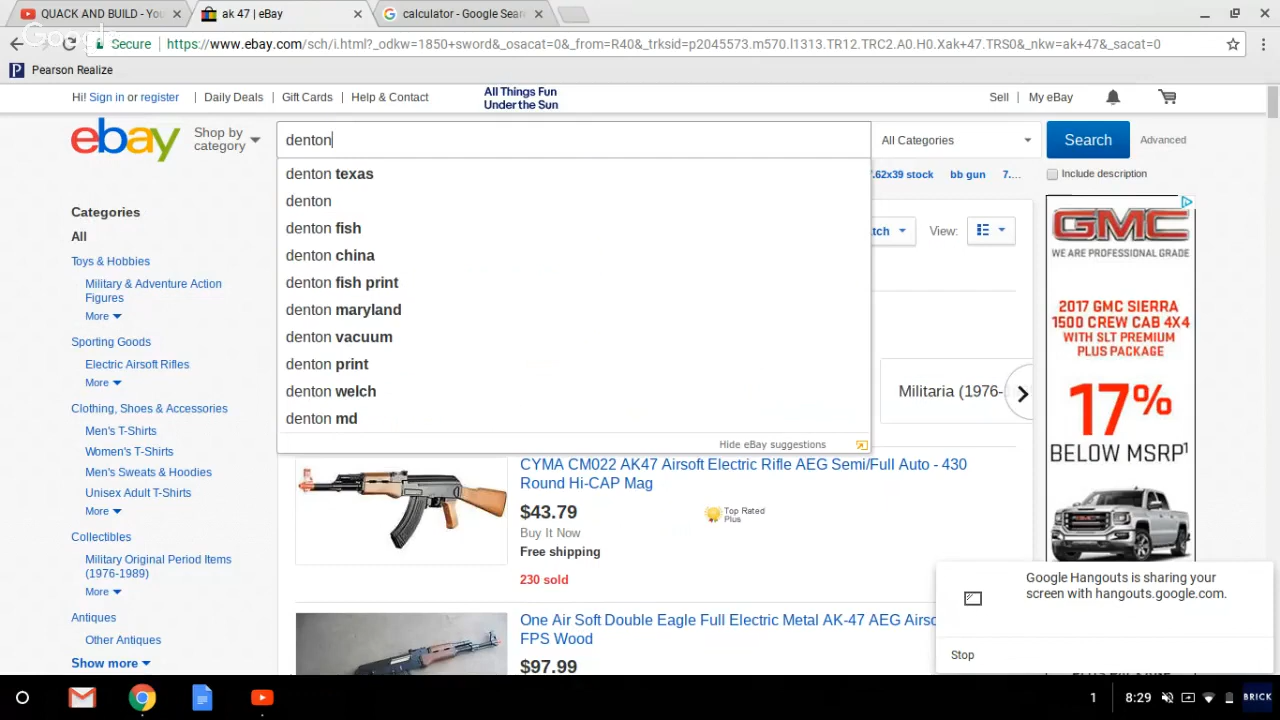 QUACK AND BUILD - You
ak 47 | eBay
calculator - Google Sear
Google
Secure
https://www.ebay.com/sch/i.html?_odkw=1850+sword&_osacat=0&_from=R40&_trksid=p2045573.m570.l1313.TR12.TRC2.A0.H0.Xak+47.TRS0&_nkw=ak+47&_sacat=0
Pearson Realize
Hi! Sign in or register
Daily Deals
Gift Cards
Help & Contact
All Things Fun
Under the Sun
Sell
My eBay
ebay
Shop by
category
denton
All Categories
Search
Advanced
Include description
denton texas
denton
denton fish
denton china
denton fish print
denton maryland
denton vacuum
denton print
denton welch
denton md
Hide eBay suggestions
7.62x39 stock
bb gun
7....
View:
Militaria (1976-
Categories
All
Toys & Hobbies
Military & Adventure Action
Figures
More
Sporting Goods
Electric Airsoft Rifles
More
Clothing, Shoes & Accessories
Men's T-Shirts
Women's T-Shirts
Men's Sweats & Hoodies
Unisex Adult T-Shirts
More
Collectibles
Military Original Period Items
(1976-1989)
More
Antiques
Other Antiques
Show more
CYMA CM022 AK47 Airsoft Electric Rifle AEG Semi/Full Auto - 430
Round Hi-CAP Mag
$43.79
Buy It Now
Free shipping
230 sold
Top Rated
Plus
One Air Soft Double Eagle Full Electric Metal AK-47 AEG Airso
FPS Wood
$97.99
GMC
WE ARE PROFESSIONAL GRADE
2017 GMC SIERRA
1500 CREW CAB 4X4
WITH SLT PREMIUM
PLUS PACKAGE
17%
BELOW MSRP1
Google Hangouts is sharing your
screen with hangouts.google.com.
Stop
1
8:29
BRICK